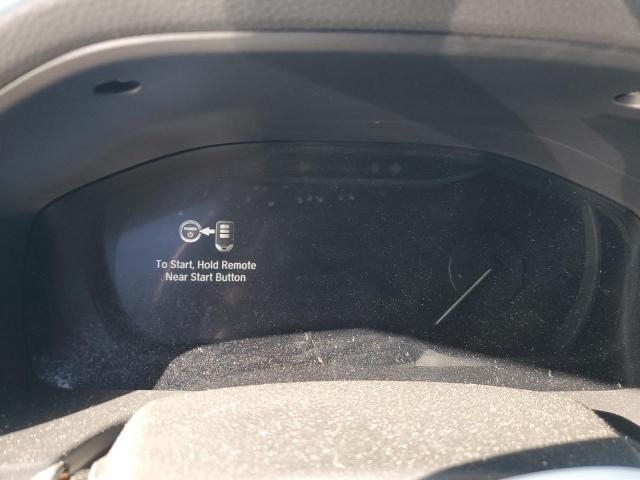 POWER
To Start, Hold Remote
Near Start Button